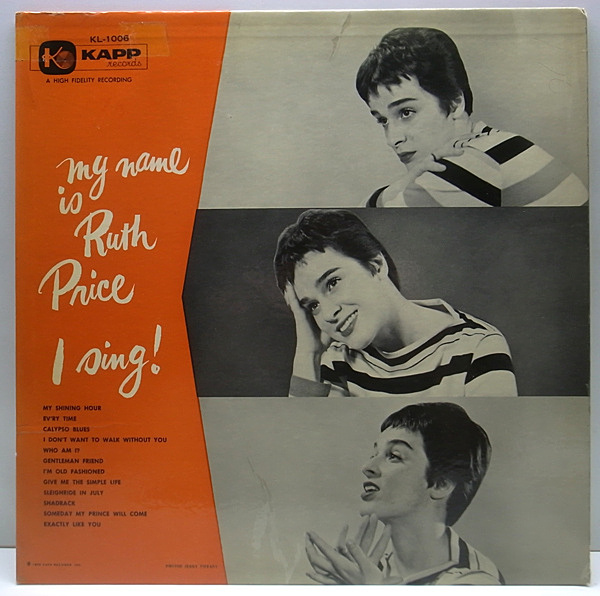 KL-1006
KAPP
records
A HIGH FIDELITY RECORDING
my name
is
Ruth
Price
I sing!
MY SHINING HOUR
EV'RY TIME
CALYPSO BLUES
I DON'T WANT TO WALK WITHOUT YOU
WHO AM I?
GENTLEMAN FRIEND
I'M OLD FASHIONED
GIVE ME THE SIMPLE LIFE
SLEIGHRIDE IN JULY
SHADRACK
SOMEDAY MY PRINCE WILL COME
EXACTLY LIKE YOU
KAPP RECORDS